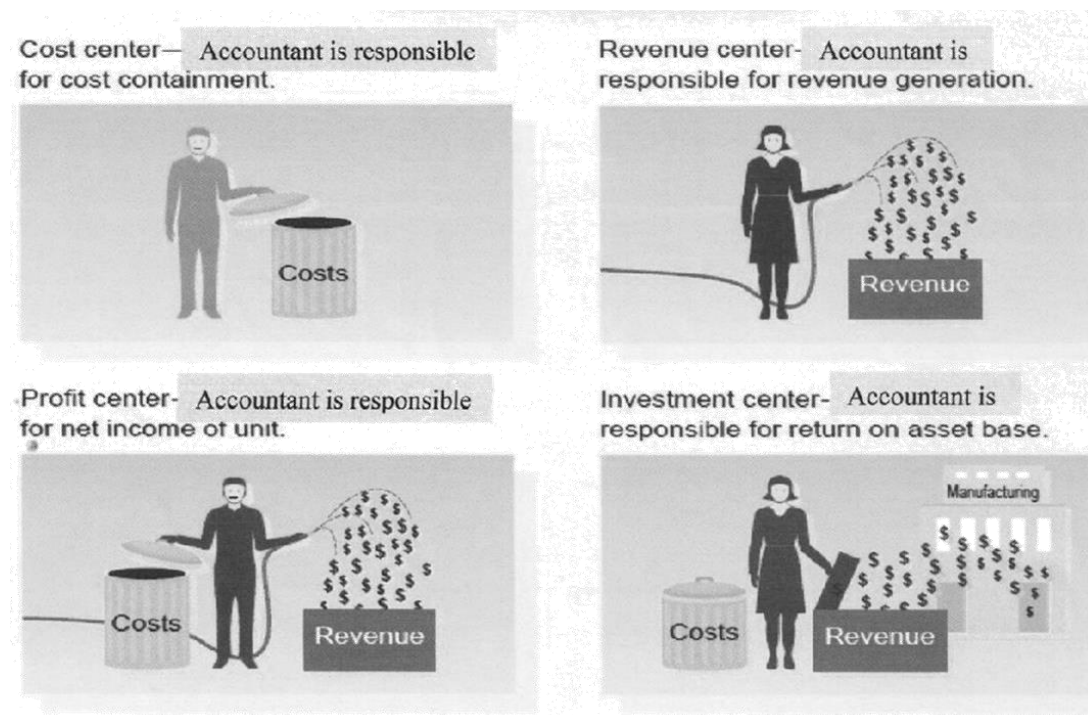 Cost center— Accountant is responsible
for cost containment.
Costs
Revenue center- Accountant is
responsible for revenue generation.
$ $ $ $ $ $ $ $ $ $ $ $ $ $ $ $ $ $ $ $ $ $ $ $ $
Revenue
Profit center- Accountant is responsible
for net income of unit.
Costs
$ $ $ $ $ $ $ $ $ $ $ $ $ $ $ $ $ $ $ $ $ $ $ $ $
Revenue
Investment center- Accountant is
responsible for return on asset base.
Manufacturing
Costs
$ $ $ $ $ $ $ $ $ $ $ $ $ $ $ $ $ $ $ $ $ $ $ $ $
Revenue